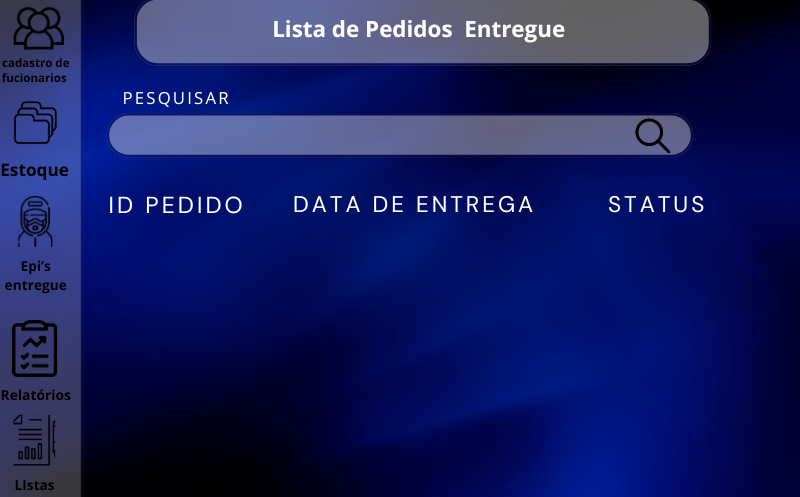 Lista de Pedidos Entregue
cadastro de
fucionarios
PESQUISAR
Estoque
ID PEDIDO DATA DE ENTREGA STATUS
Epi's
entregue
Relatórios
LIstas